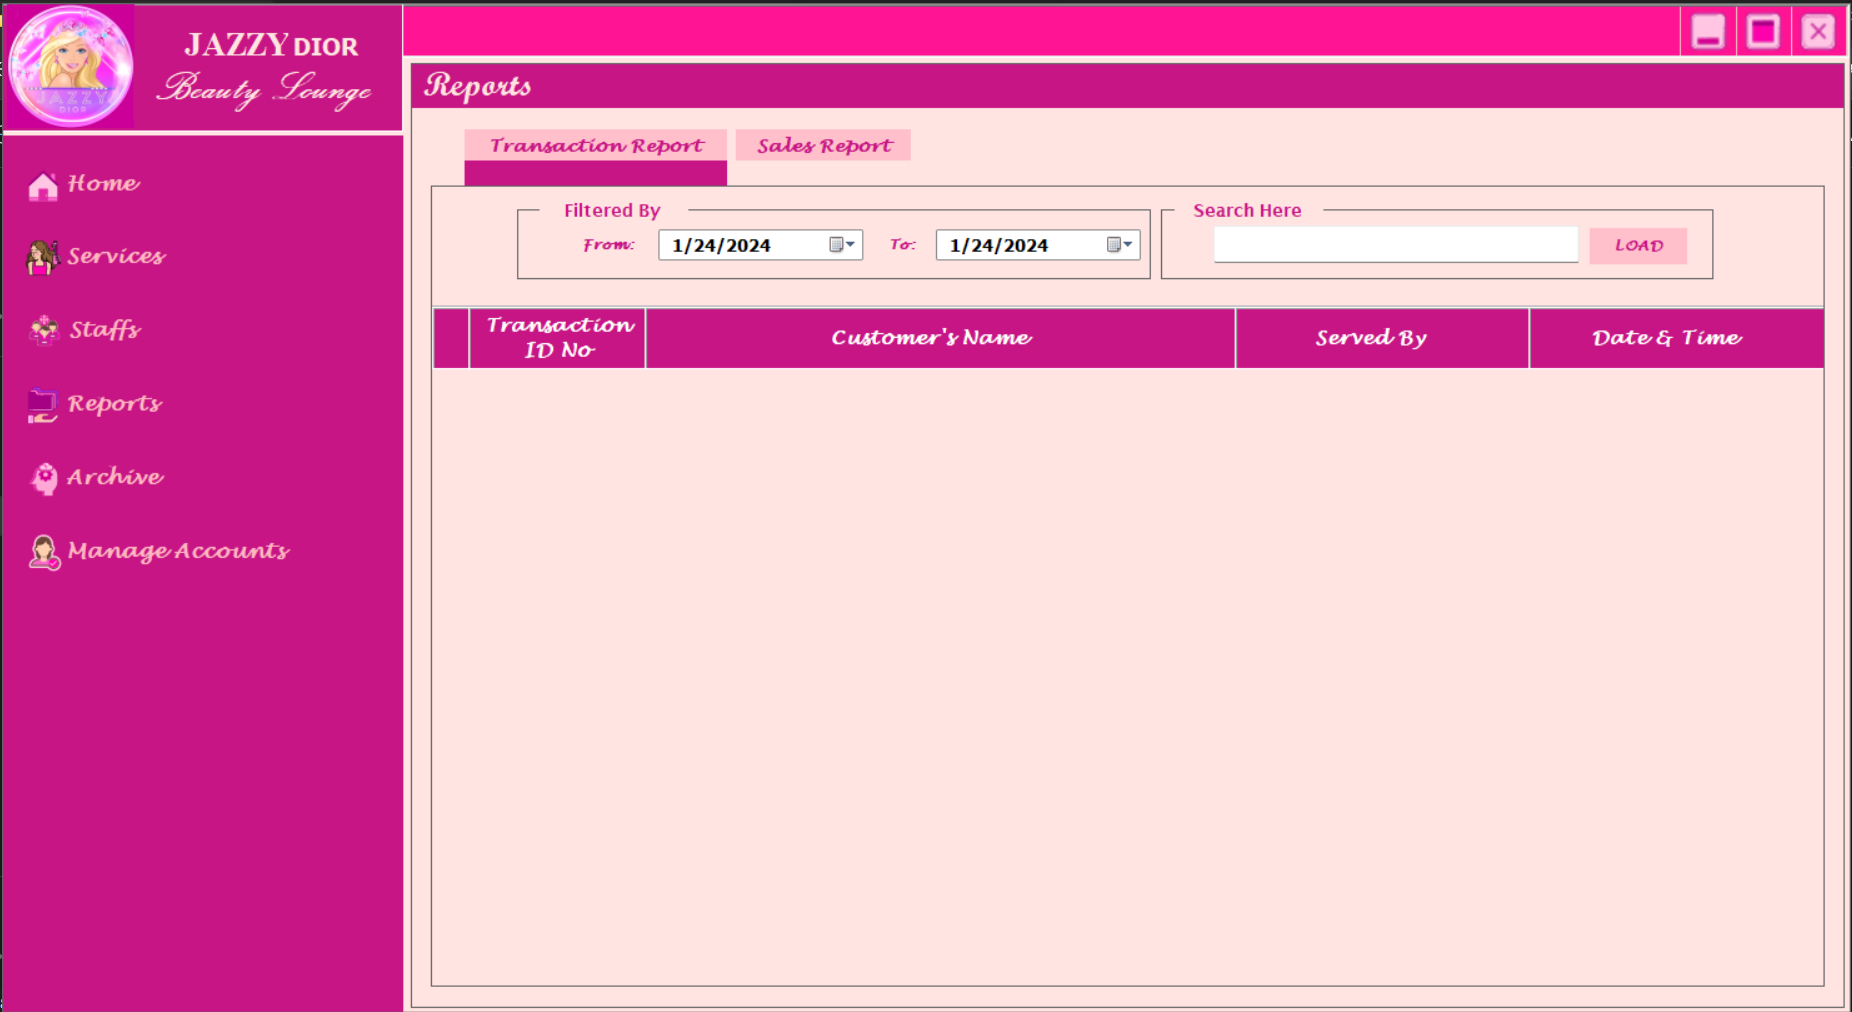 JAZZY DIOR
Beauty Lounge
JAZZY
DIOR
Home
Services
Staffs
Reports
Archive
Manage Accounts
Reports
Transaction Report
Sales Report
Filtered By
From:
1/24/2024
To:
1/24/2024
Search Here
LOAD
Transaction
ID No
Customer's Name
Served By
Date & Time